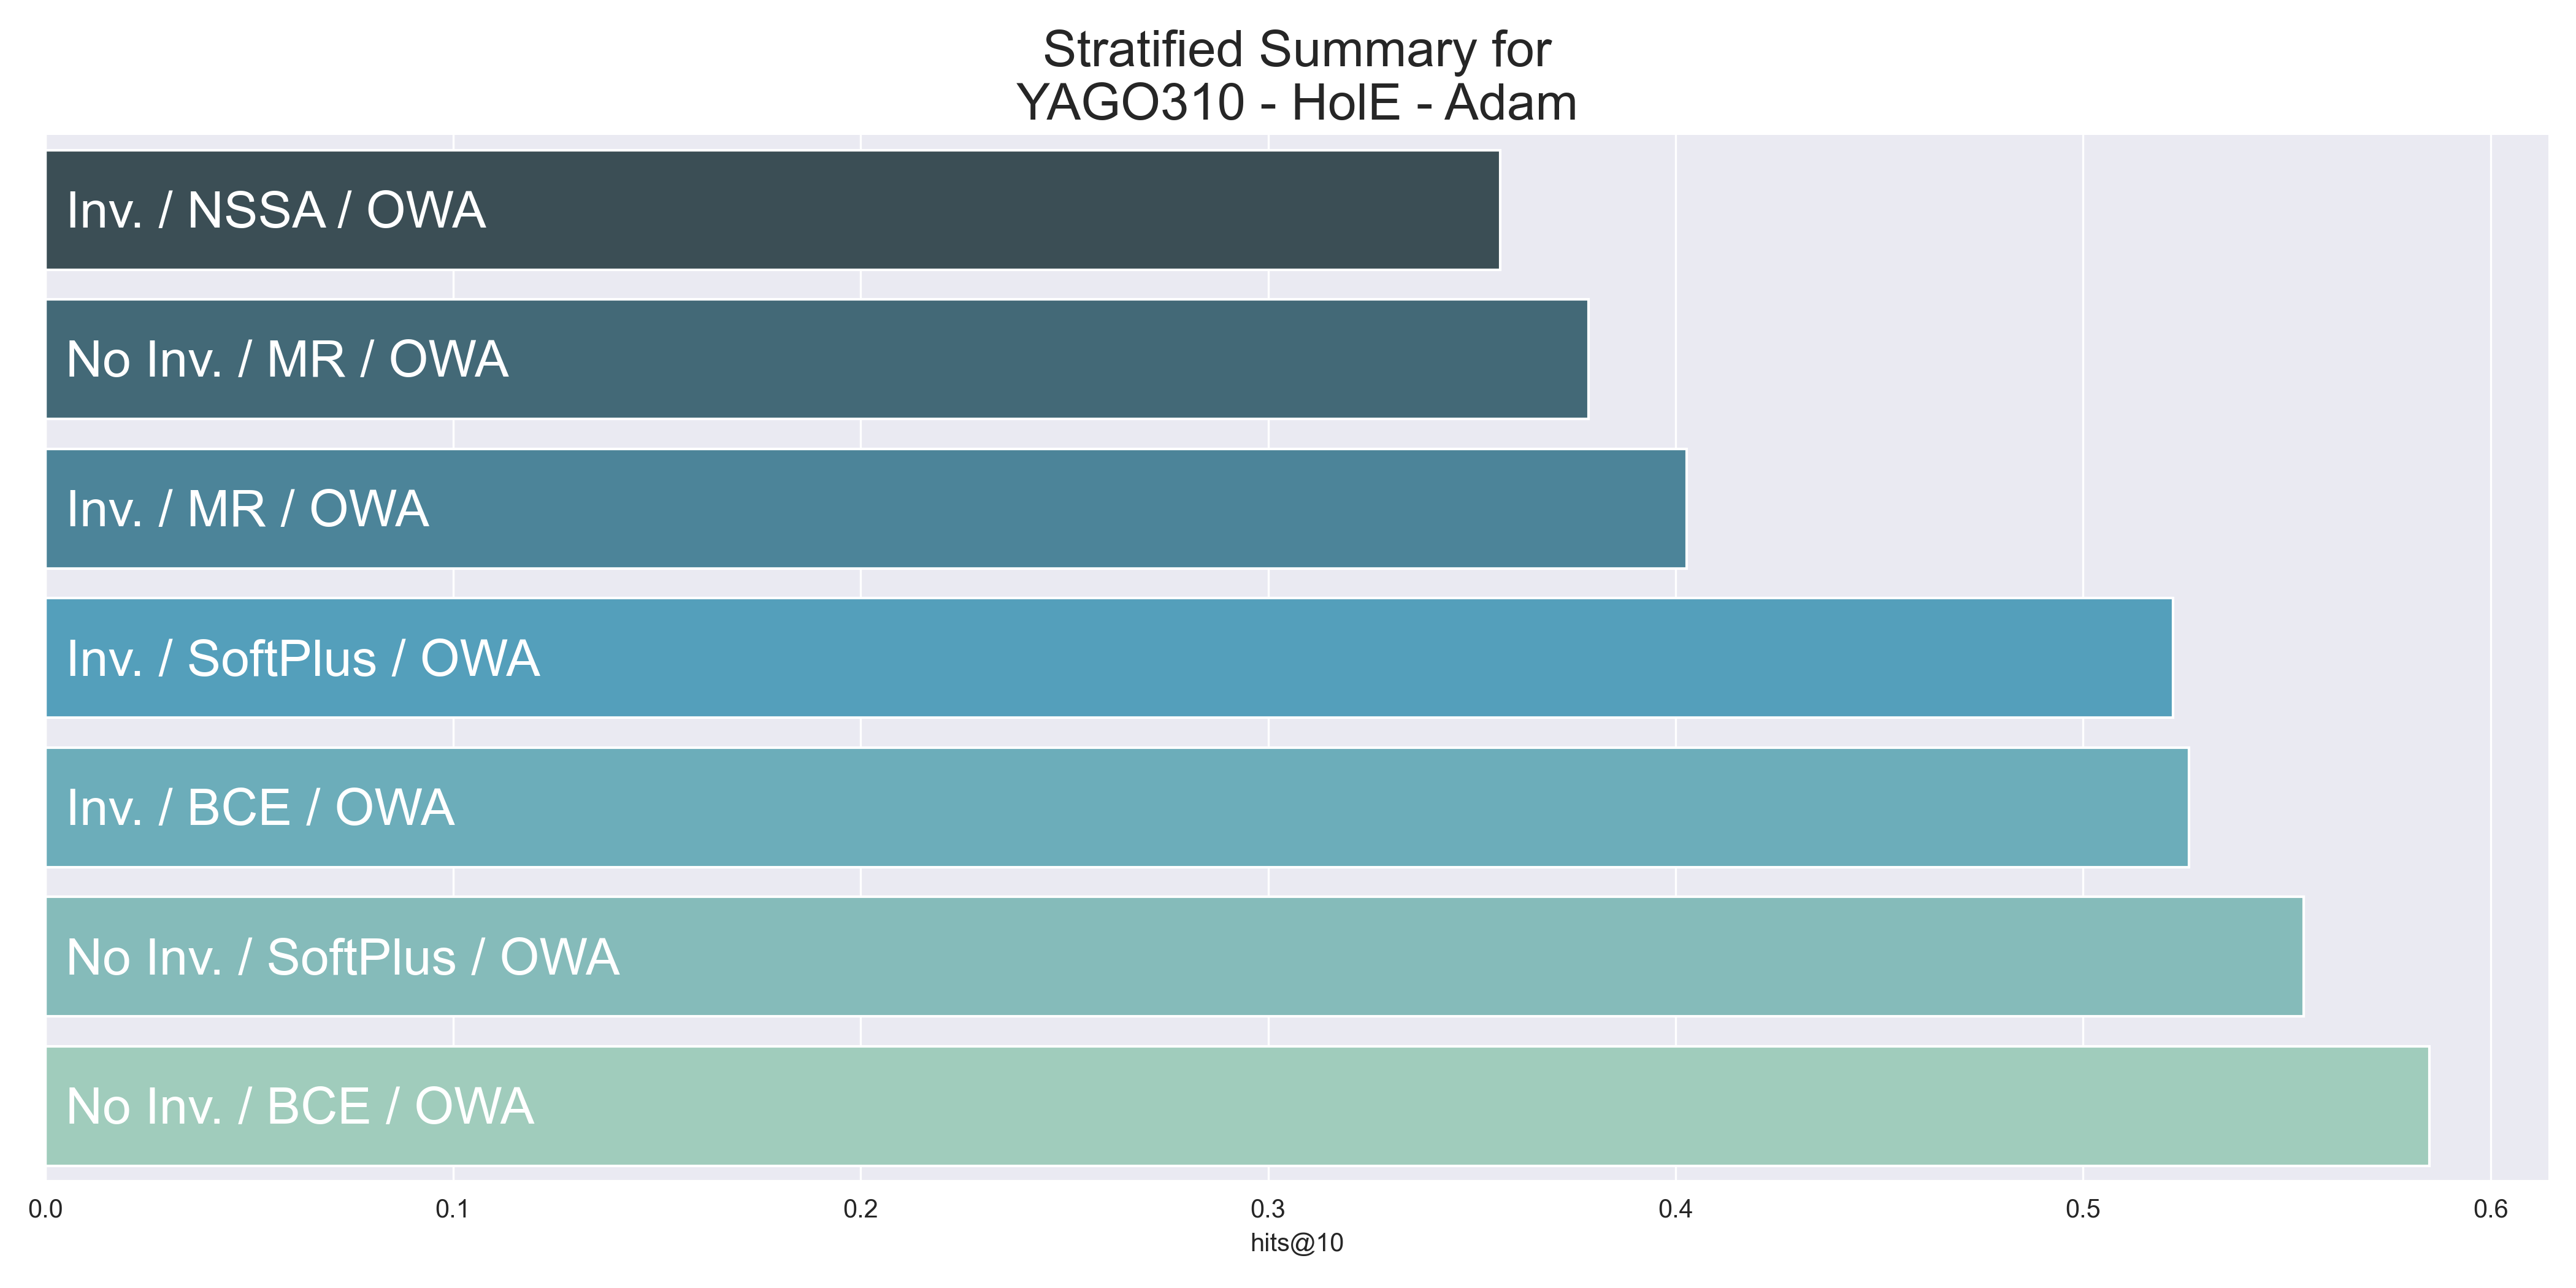 Stratified Summary for
YAGO310 - HolE - Adam
Inv. / NSSA / OWA
No Inv. / MR / OWA
Inv. / MR / OWA
Inv. / SoftPlus / OWA
Inv. / BCE / OWA
No Inv. / SoftPlus / OWA
No Inv. / BCE / OWA
0.0 0.1 0.2 0.3 0.4 0.5 0.6
hits@10